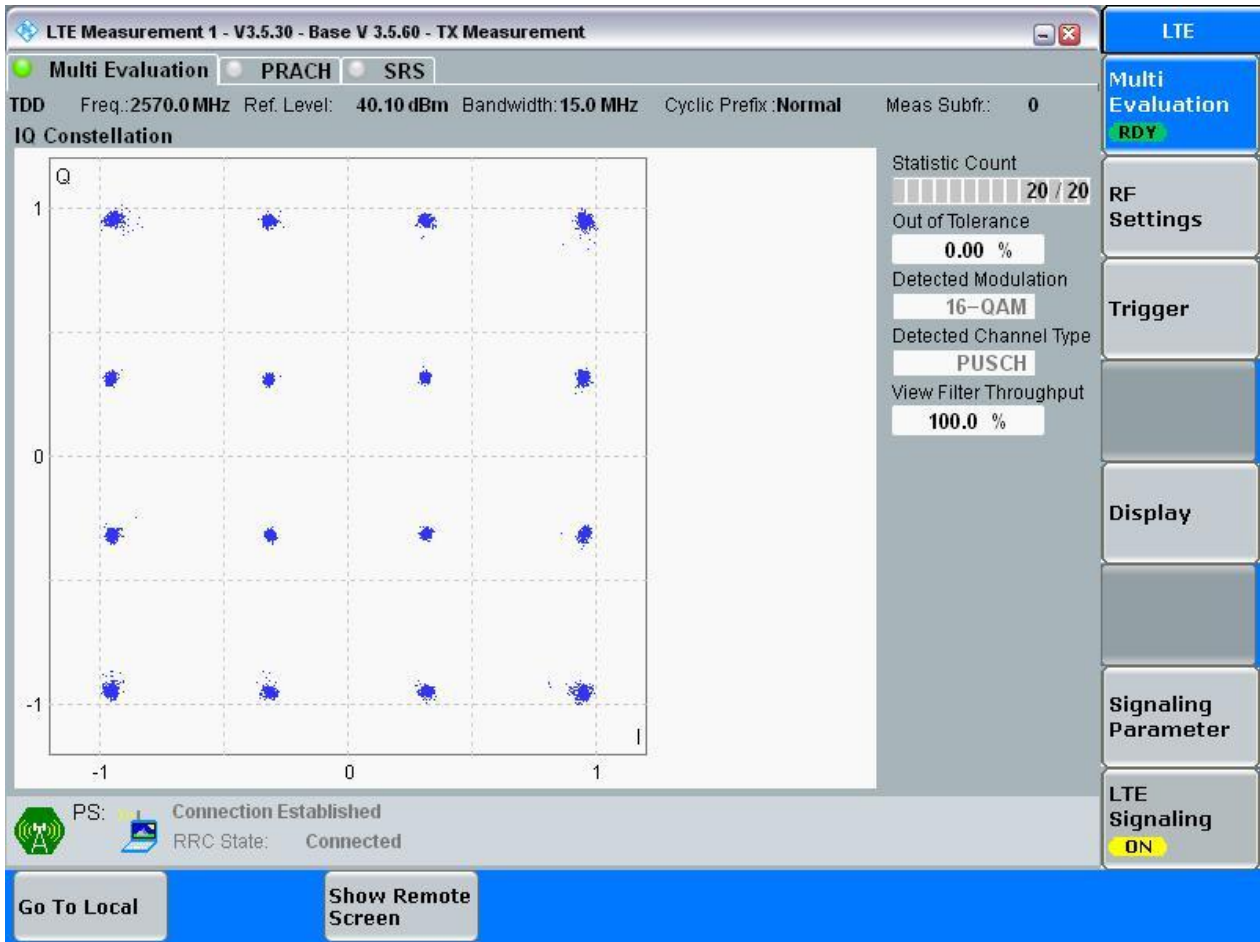 LTE Measurement 1 - V3.5.30 - Base V 3.5.60 - TX Measurement
LTE
Multi Evaluation PRACH SRS
TDD Freq.:2570.0 MHz Ref. Level: 40.10 dBm Bandwidth:15.0 MHz Cyclic Prefix :Normal Meas Subfr.: 0
IQ Constellation
Q
1
0
-1
-1 0 1
I
Statistic Count
20 / 20
Out of Tolerance
0.00 %
Detected Modulation
16-QAM
Detected Channel Type
PUSCH
View Filter Throughput
100.0 %
Multi
Evaluation
RDY
RF
Settings
Trigger
Display
Signaling
Parameter
LTE
Signaling
ON
PS: Connection Established
RRC State: Connected
Go To Local
Show Remote
Screen